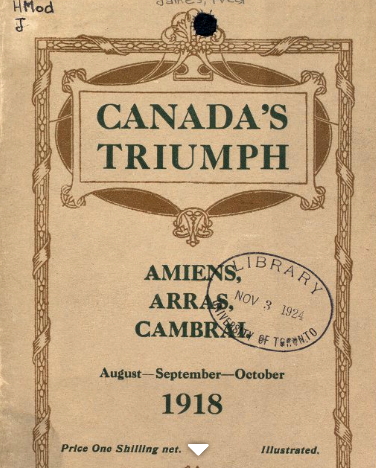 HMod
J
CANADA'S
TRIUMPH
AMIENS,
ARRAS,
CAMBRAI.
LIBRARY
NOV 3 1924
UNIVERSITY OF TORONTO
August—September—October
1918
Price One Shilling net.
Illustrated.